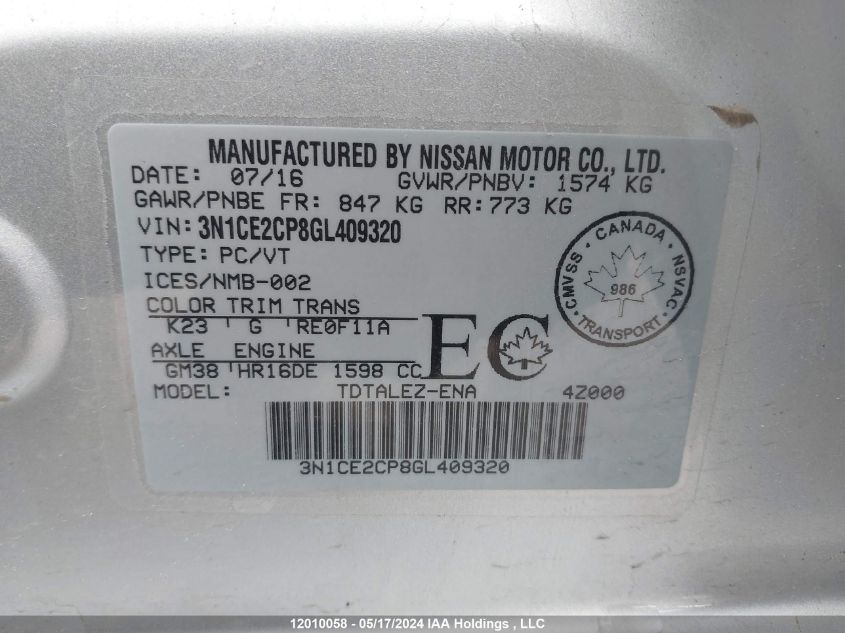 MANUFACTURED BY NISSAN MOTOR CO., LTD.
DATE: 07/16 GVWR/PNBV: 1574 KG
GAWR/PNBE FR: 847 KG RR: 773 KG
VIN: 3N1CE2CP8GL409320
TYPE: PC/VT
ICES/NMB-002
COLOR TRIM TRANS
K23 ' G 'RE0F11A
AXLE ENGINE
GM38 'HR16DE 1598 CC
EC
MODEL: TDTALEZ-ENA 4Z000
3N1CE2CP8GL409320
· CANADA ·
CMVSS · NSVAC
986
· TRANSPORT ·
12010058 - 05/17/2024 IAA Holdings , LLC